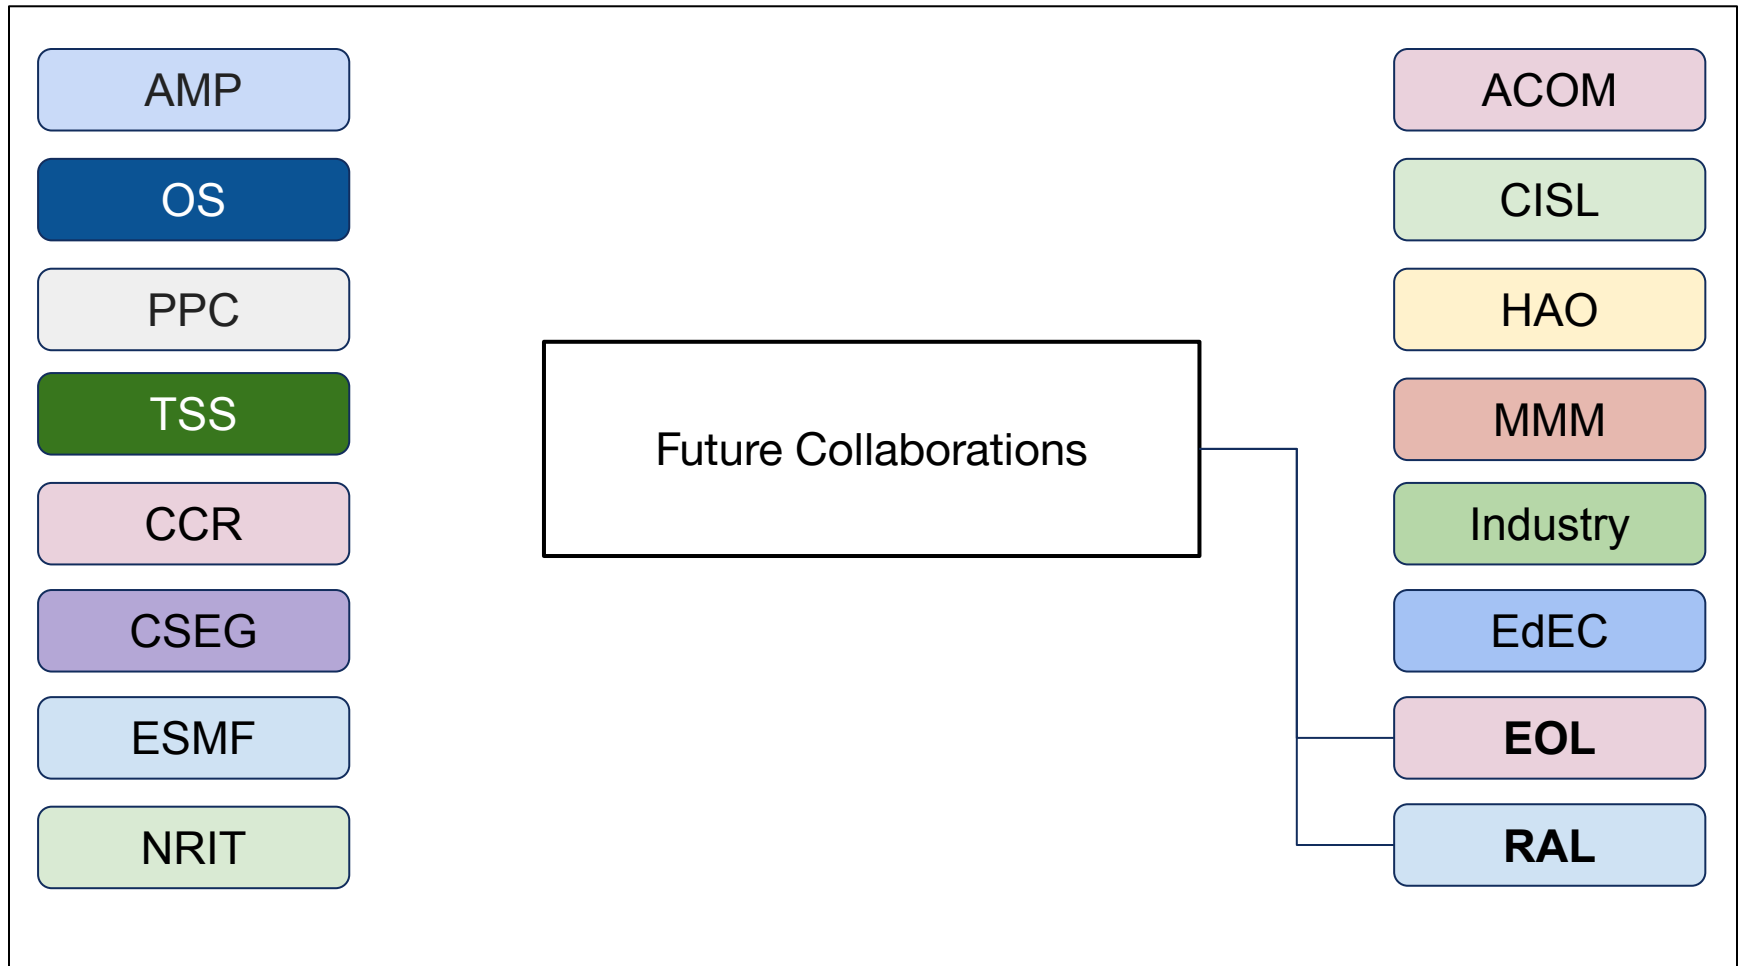 AMP
OS
PPC
TSS
CCR
CSEG
ESMF
NRIT
Future Collaborations
ACOM
CISL
HAO
MMM
Industry
EdEC
EOL
RAL